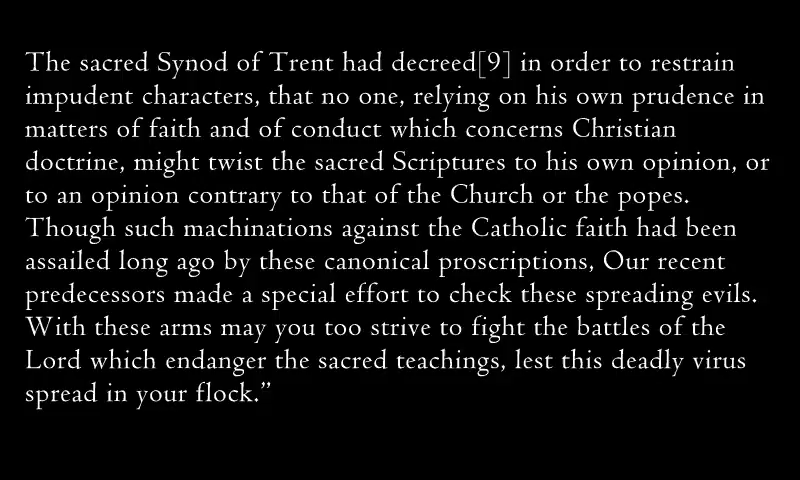 The sacred Synod of Trent had decreed[9] in order to restrain
impudent characters, that no one, relying on his own prudence in
matters of faith and of conduct which concerns Christian
doctrine, might twist the sacred Scriptures to his own opinion, or
to an opinion contrary to that of the Church or the popes.
Though such machinations against the Catholic faith had been
assailed long ago by these canonical proscriptions, Our recent
predecessors made a special effort to check these spreading evils.
With these arms may you too strive to fight the battles of the
Lord which endanger the sacred teachings, lest this deadly virus
spread in your flock.”